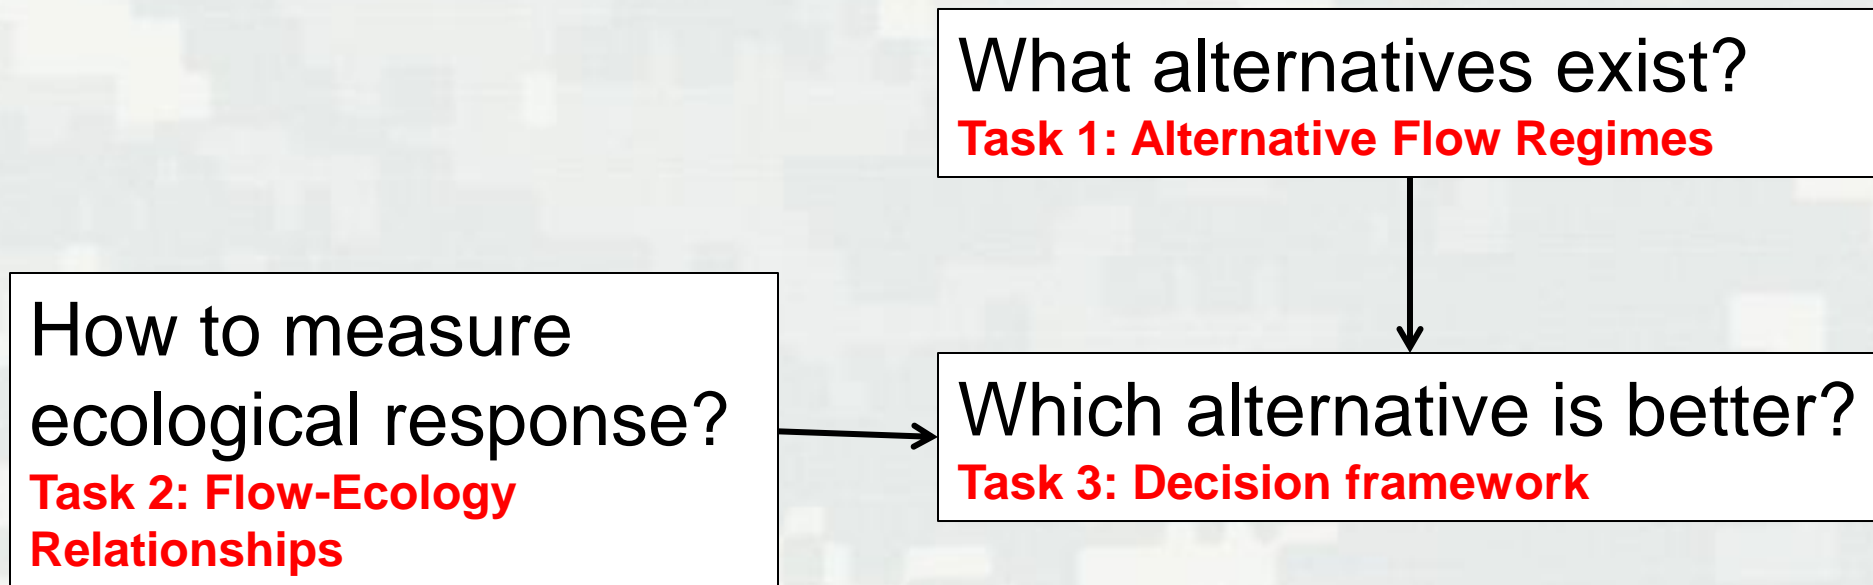 What alternatives exist?
Task 1: Alternative Flow Regimes
How to measure
ecological response?
Task 2: Flow-Ecology
Relationships
Which alternative is better?
Task 3: Decision framework